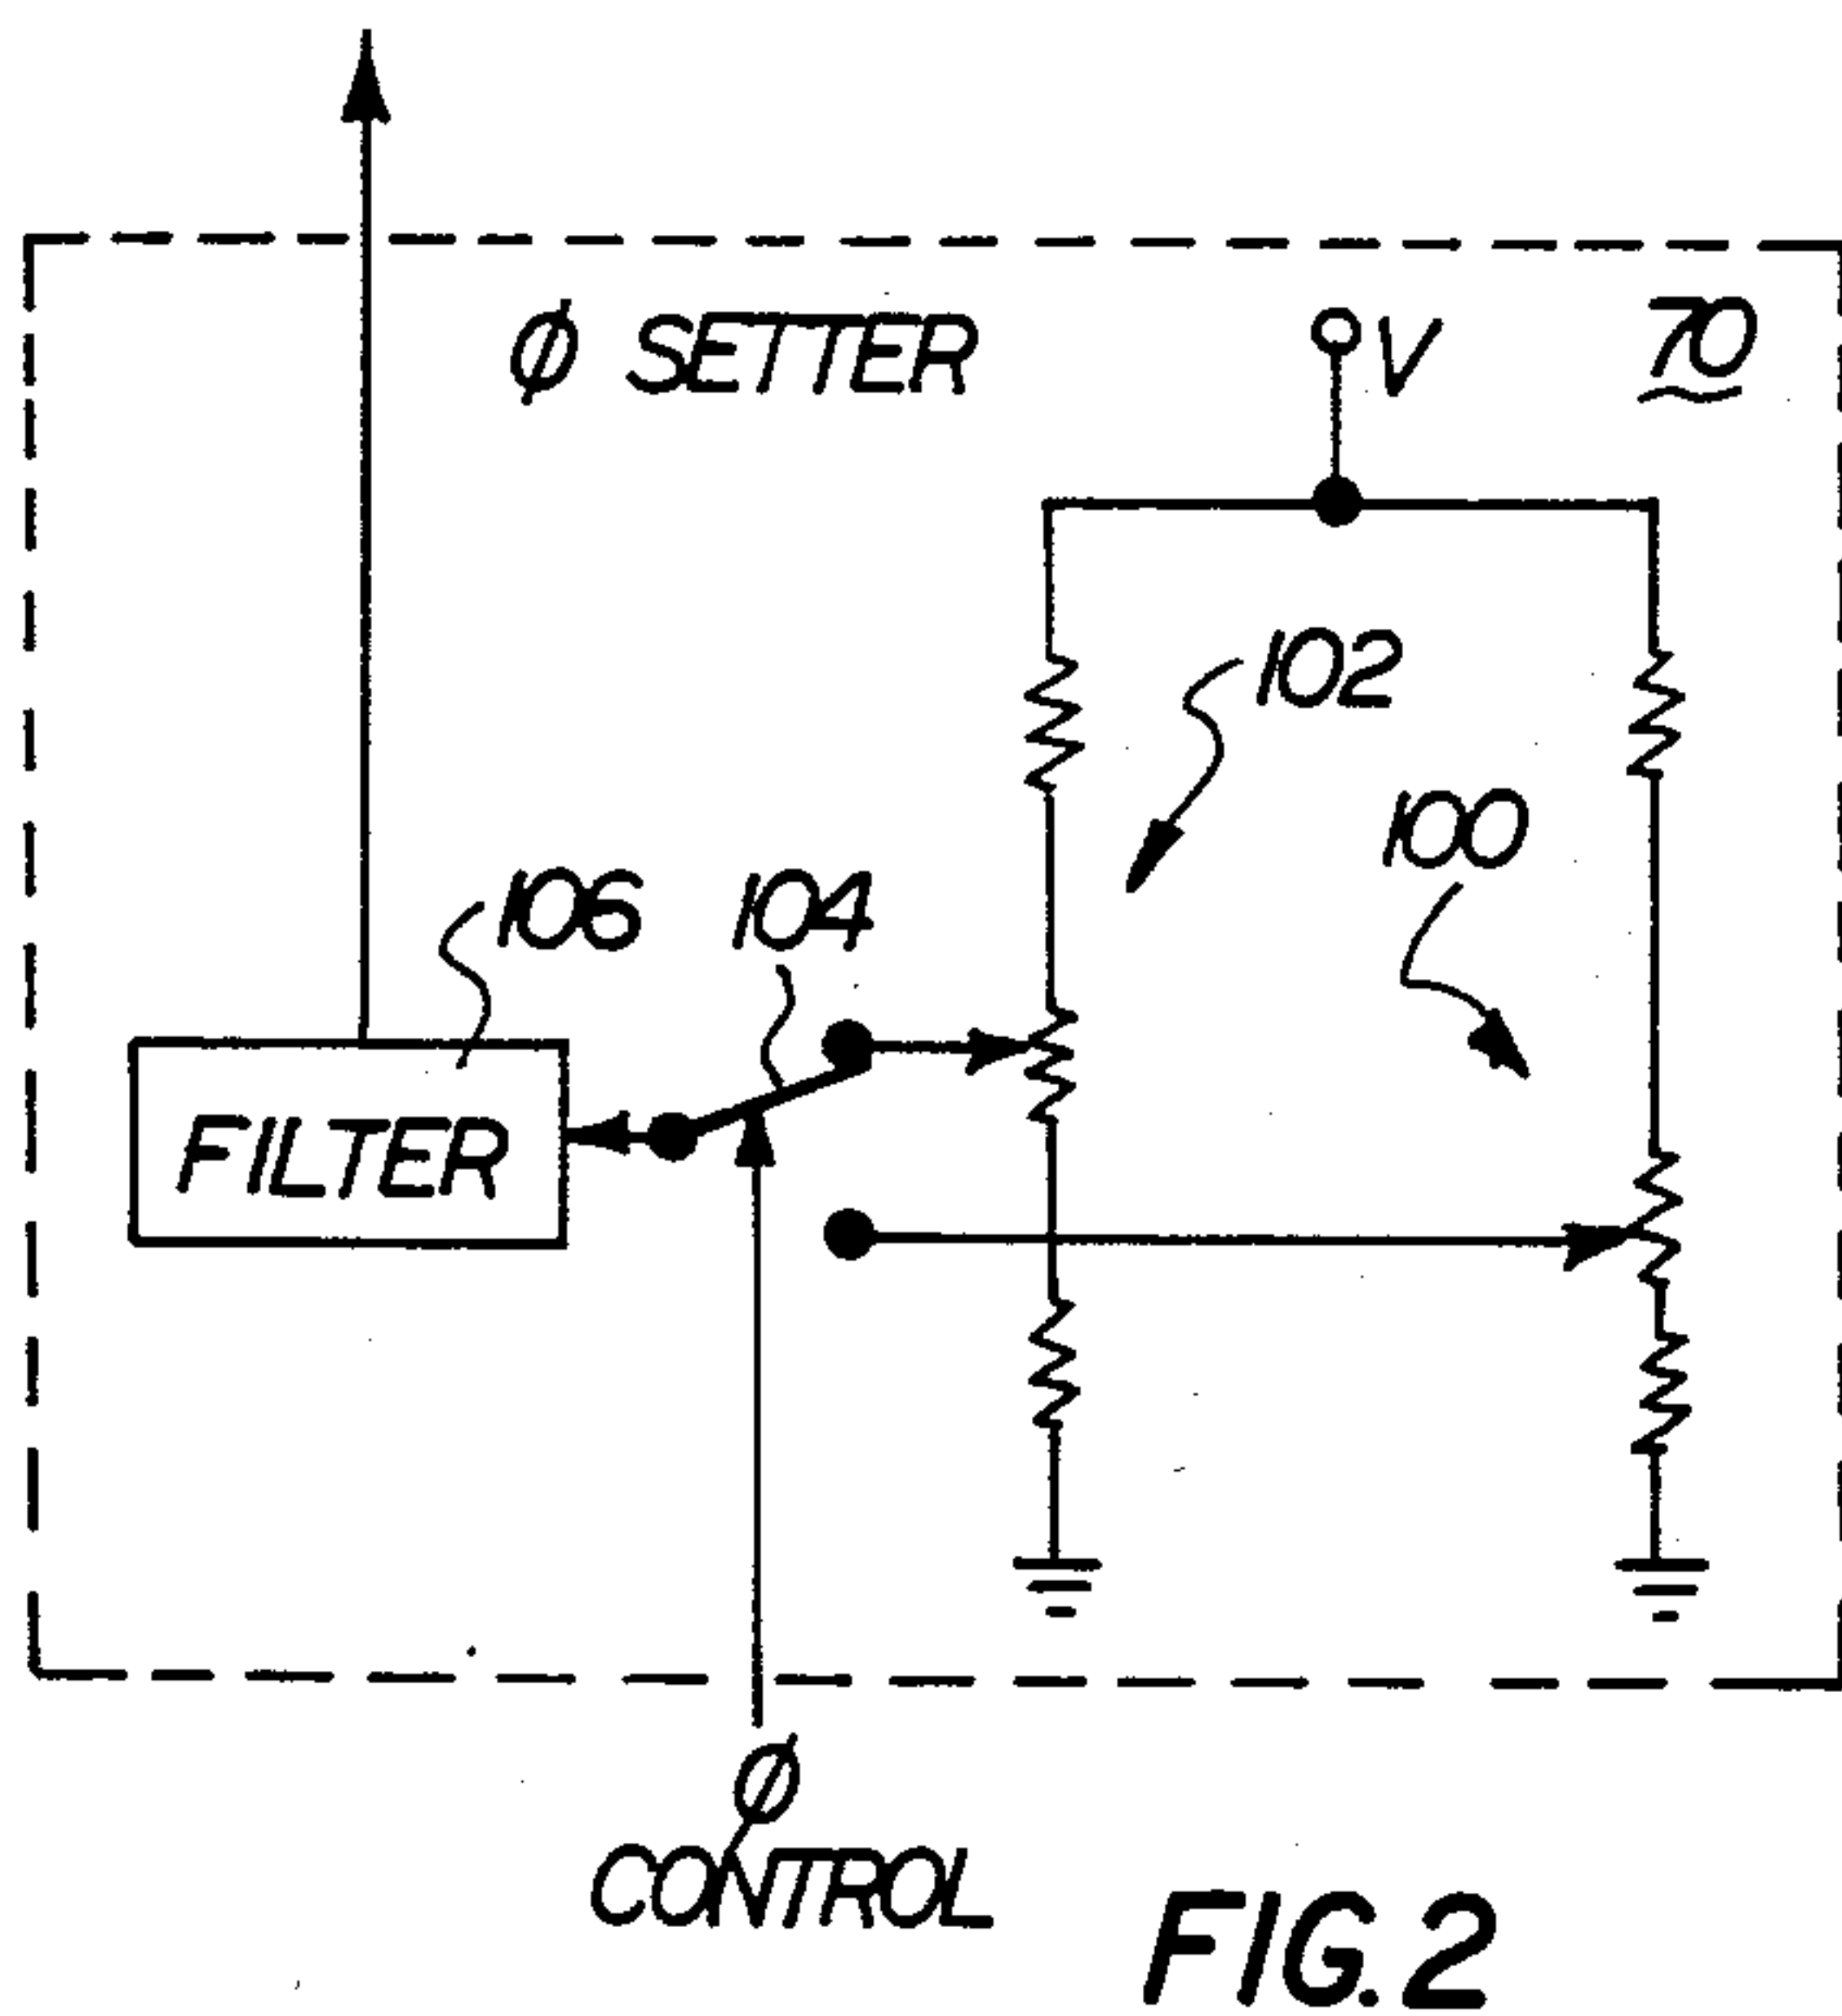 Ø SETTER
V
70
102
100
106
104
FILTER
Ø
CONTROL
FIG. 2